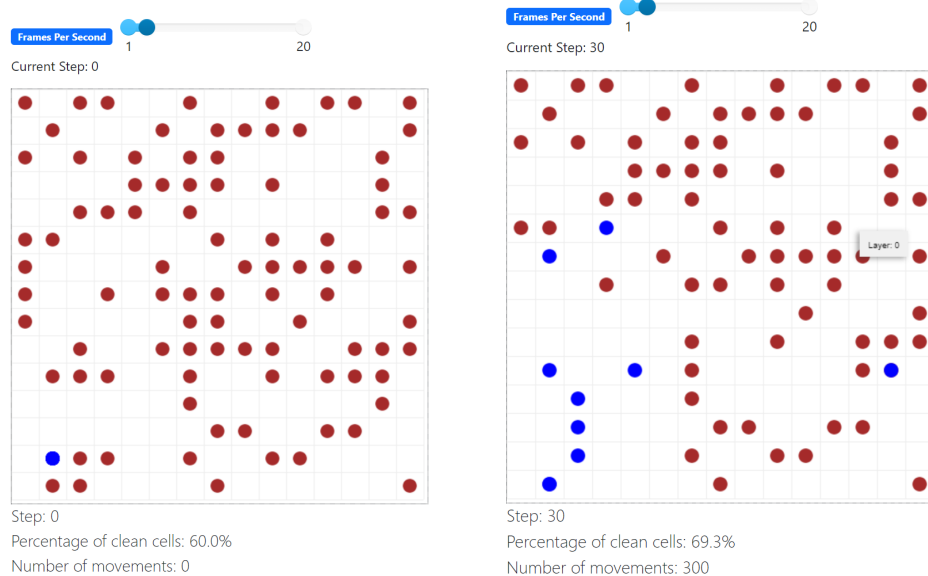 Frames Per Second
1
20
Current Step: 0
Step: 0
Percentage of clean cells: 60.0%
Number of movements: 0
Frames Per Second
1
20
Current Step: 30
Layer: 0
Step: 30
Percentage of clean cells: 69.3%
Number of movements: 300